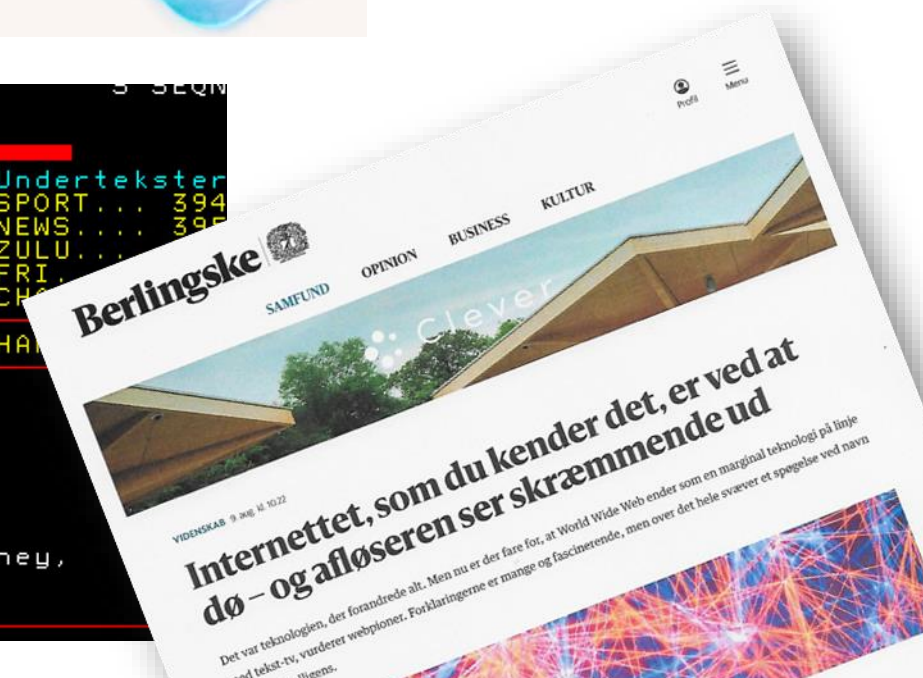 Undertekster
SPORT... 394
NEWS.... 395
ZULU....
FRI.
ney,
Profil
Menu
Berlingske
SAMFUND OPINION BUSINESS KULTUR
Clever
VIDENSKAB 9. aug. kl. 10.22
Internettet, som du kender det, er ved at
dø – og afløseren ser skræmmende ud
Det var teknologien, der forandrede alt. Men nu er der fare for, at World Wide Web ender som en marginal teknologi på linje
tekst-tv, vurderer webpioner. Forklaringerne er mange og fascinerende, men over det hele svæver et spøgelse ved navn